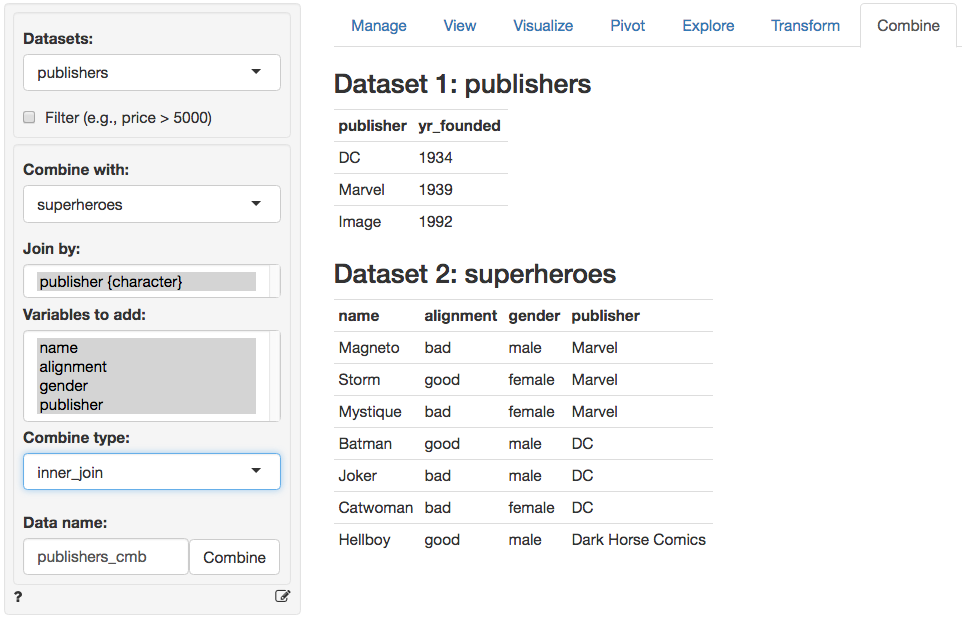 Datasets:
publishers
Filter (e.g., price > 5000)
Combine with:
superheroes
Join by:
publisher {character}
Variables to add:
name
alignment
gender
publisher
Combine type:
inner_join
Data name:
publishers_cmb Combine
?
Manage View Visualize Pivot Explore Transform Combine
Dataset 1: publishers
publisher yr_founded
DC 1934
Marvel 1939
Image 1992
Dataset 2: superheroes
name alignment gender publisher
Magneto bad male Marvel
Storm good female Marvel
Mystique bad female Marvel
Batman good male DC
Joker bad male DC
Catwoman bad female DC
Hellboy good male Dark Horse Comics